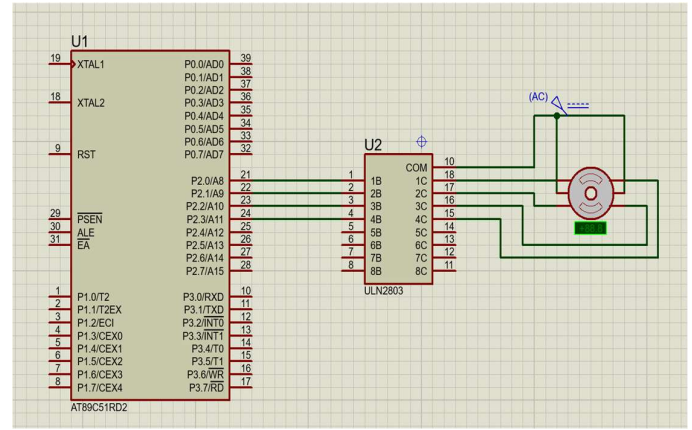 U1
19 XTAL1
18 XTAL2
9 RST
29 PSEN
30 ALE
31 EA
1 P1.0/T2
2 P1.1/T2EX
3 P1.2/ECI
4 P1.3/CEX0
5 P1.4/CEX1
6 P1.5/CEX2
7 P1.6/CEX3
8 P1.7/CEX4
P0.0/AD0 39
P0.1/AD1 38
P0.2/AD2 37
P0.3/AD3 36
P0.4/AD4 35
P0.5/AD5 34
P0.6/AD6 33
P0.7/AD7 32
P2.0/A8 21
P2.1/A9 22
P2.2/A10 23
P2.3/A11 24
P2.4/A12 25
P2.5/A13 26
P2.6/A14 27
P2.7/A15 28
P3.0/RXD 10
P3.1/TXD 11
P3.2/INT0 12
P3.3/INT1 13
P3.4/T0 14
P3.5/T1 15
P3.6/WR 16
P3.7/RD 17
AT89C51RD2
U2
COM 10
1 1B 1C 18
2 2B 2C 17
3 3B 3C 16
4 4B 4C 15
5 5B 5C 14
6 6B 6C 13
7 7B 7C 12
8 8B 8C 11
ULN2803
(AC)